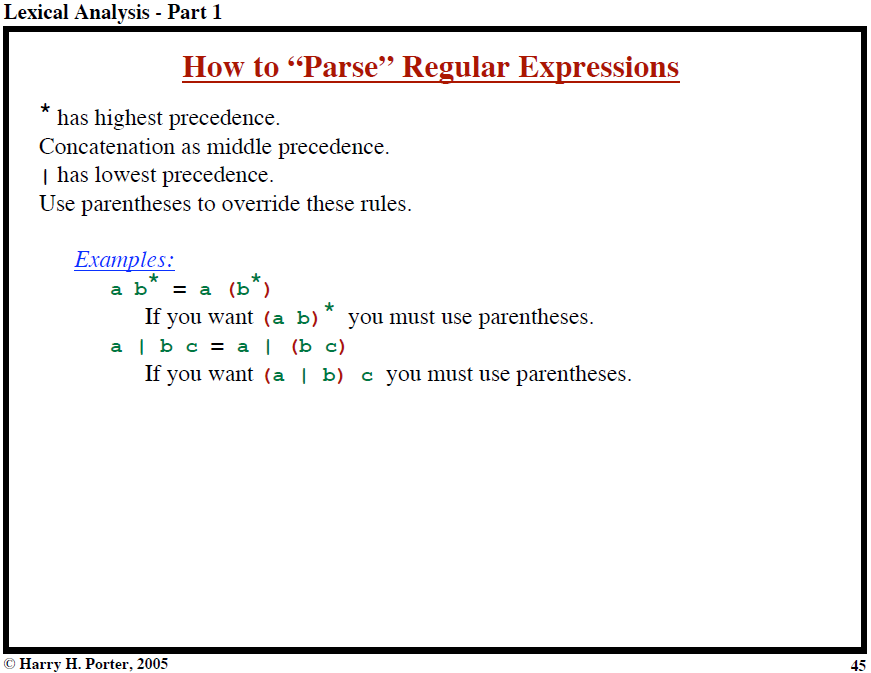 Lexical Analysis - Part 1
How to “Parse” Regular Expressions
* has highest precedence.
Concatenation as middle precedence.
| has lowest precedence.
Use parentheses to override these rules.
Examples:
a b* = a (b*)
If you want (a b)* you must use parentheses.
a | b c = a | (b c)
If you want (a | b) c you must use parentheses.
© Harry H. Porter, 2005
45